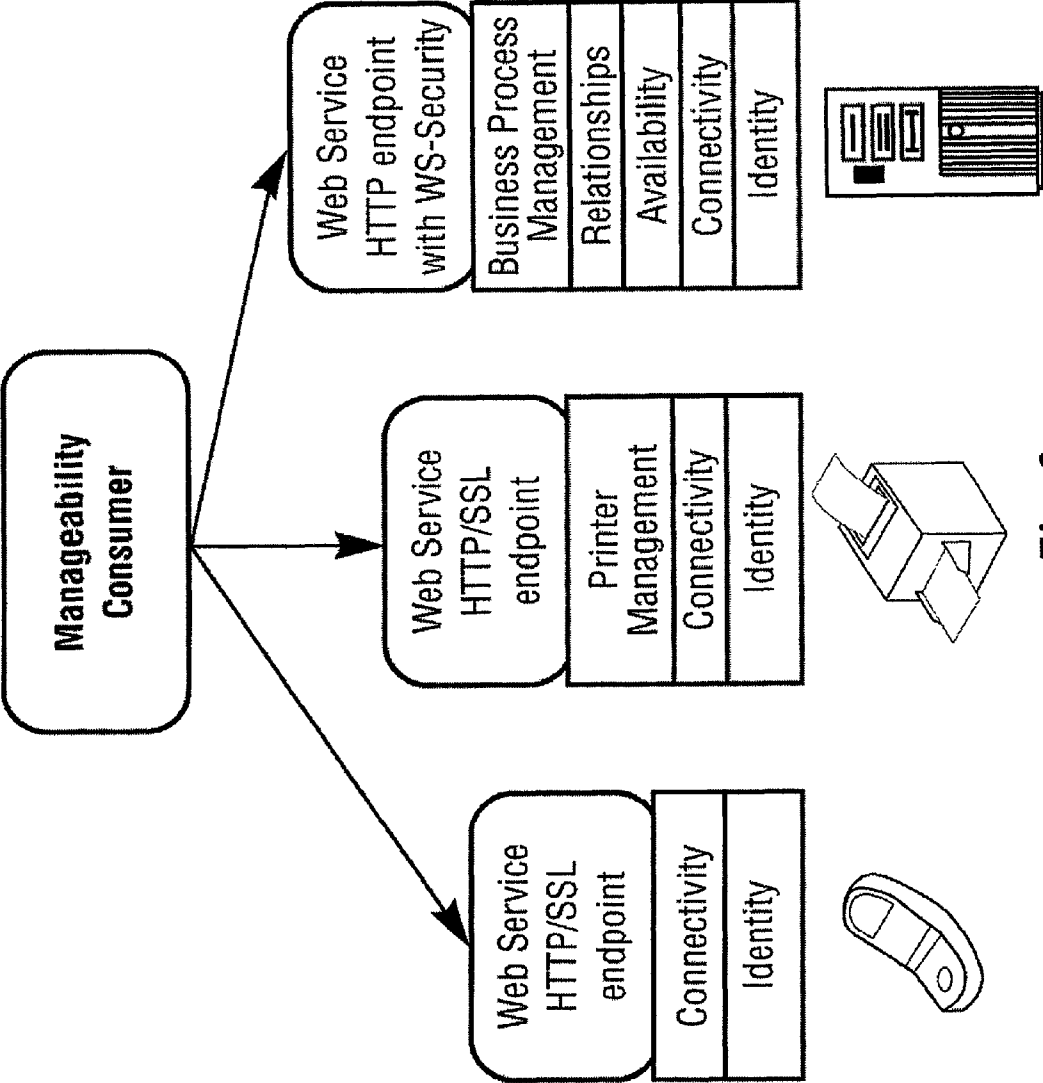 Manageability
Consumer
Web Service
HTTP/SSL
endpoint
Connectivity
Identity
Web Service
HTTP/SSL
endpoint
Printer
Management
Connectivity
Identity
Web Service
HTTP endpoint
with WS-Security
Business Process
Management
Relationships
Availability
Connectivity
Identity